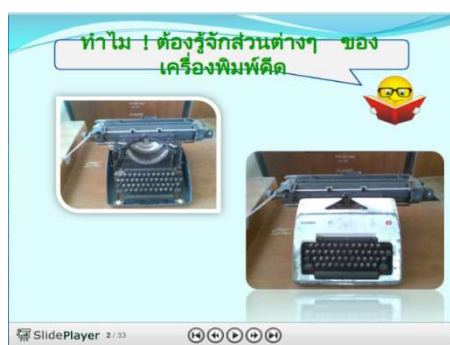 ทำไม ! ต้องรู้จักส่วนต่างๆ ของ
เครื่องพิมพ์ดีด
SlidePlayer 2 / 33